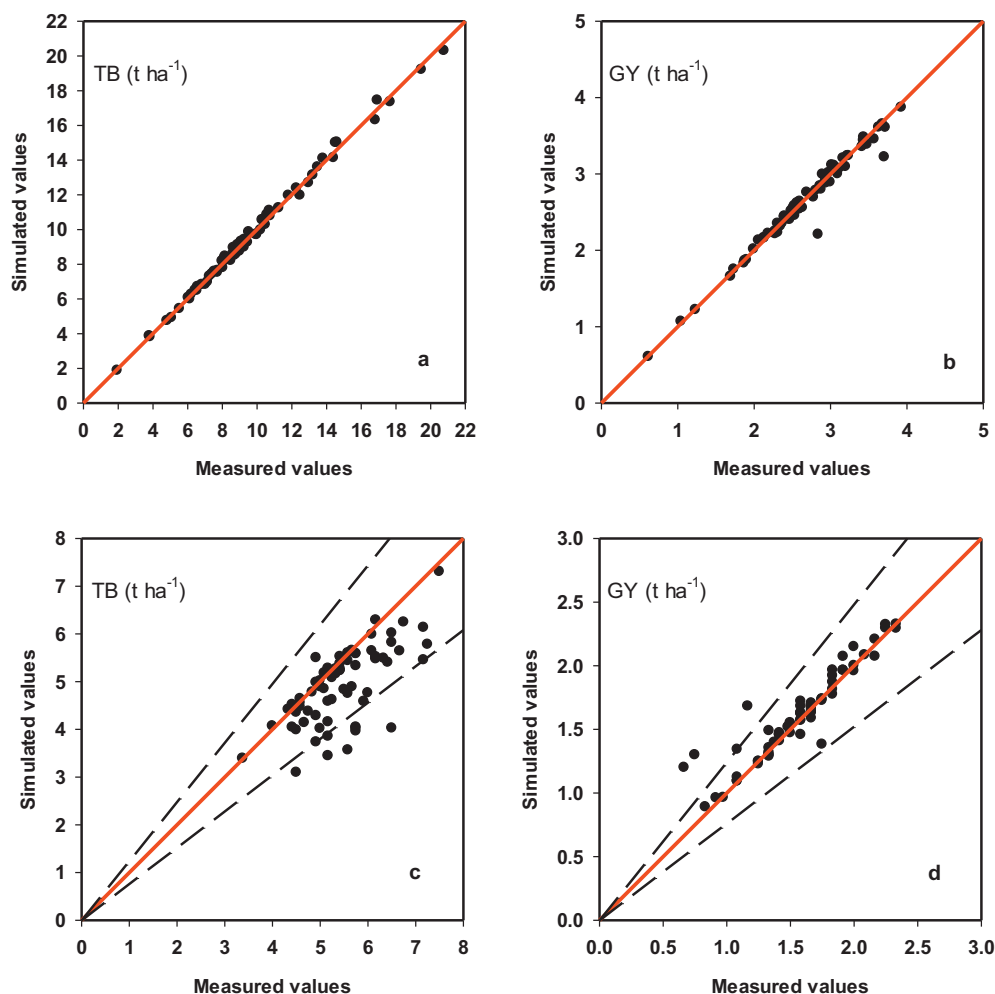 22
20
18
16
14
12
10
8
6
4
2
0
TB (t ha⁻¹)
Simulated values
a
0 2 4 6 8 10 12 14 16 18 20 22
Measured values
5
4
3
2
1
0
GY (t ha⁻¹)
Simulated values
b
0 1 2 3 4 5
Measured values
8
7
6
5
4
3
2
1
0
TB (t ha⁻¹)
Simulated values
c
0 1 2 3 4 5 6 7 8
Measured values
3.0
2.5
2.0
1.5
1.0
0.5
0.0
GY (t ha⁻¹)
Simulated values
d
0.0 0.5 1.0 1.5 2.0 2.5 3.0
Measured values